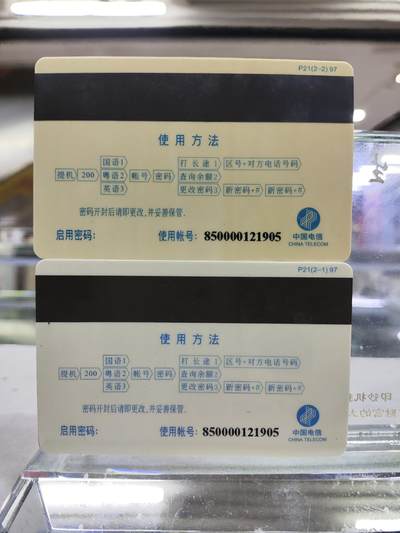 P21(2-2) 97
使用方法
国语1 打长途1 区号+对方电话号码
提机 200 粤语2 帐号 密码 查询余额2
英语3 更改密码3 新密码+# 新密码+#
密码开封后请即更改,并妥善保管.
启用密码: 使用帐号: 850000121905 中国电信
CHINA TELECOM
P21(2-1) 97
使用方法
国语1 打长途1 区号+对方电话号码
提机 200 粤语2 帐号 密码 查询余额2
英语3 更改密码3 新密码+# 新密码+#
密码开封后请即更改,并妥善保管.
启用密码: 使用帐号: 850000121905 中国电信
CHINA TELECOM